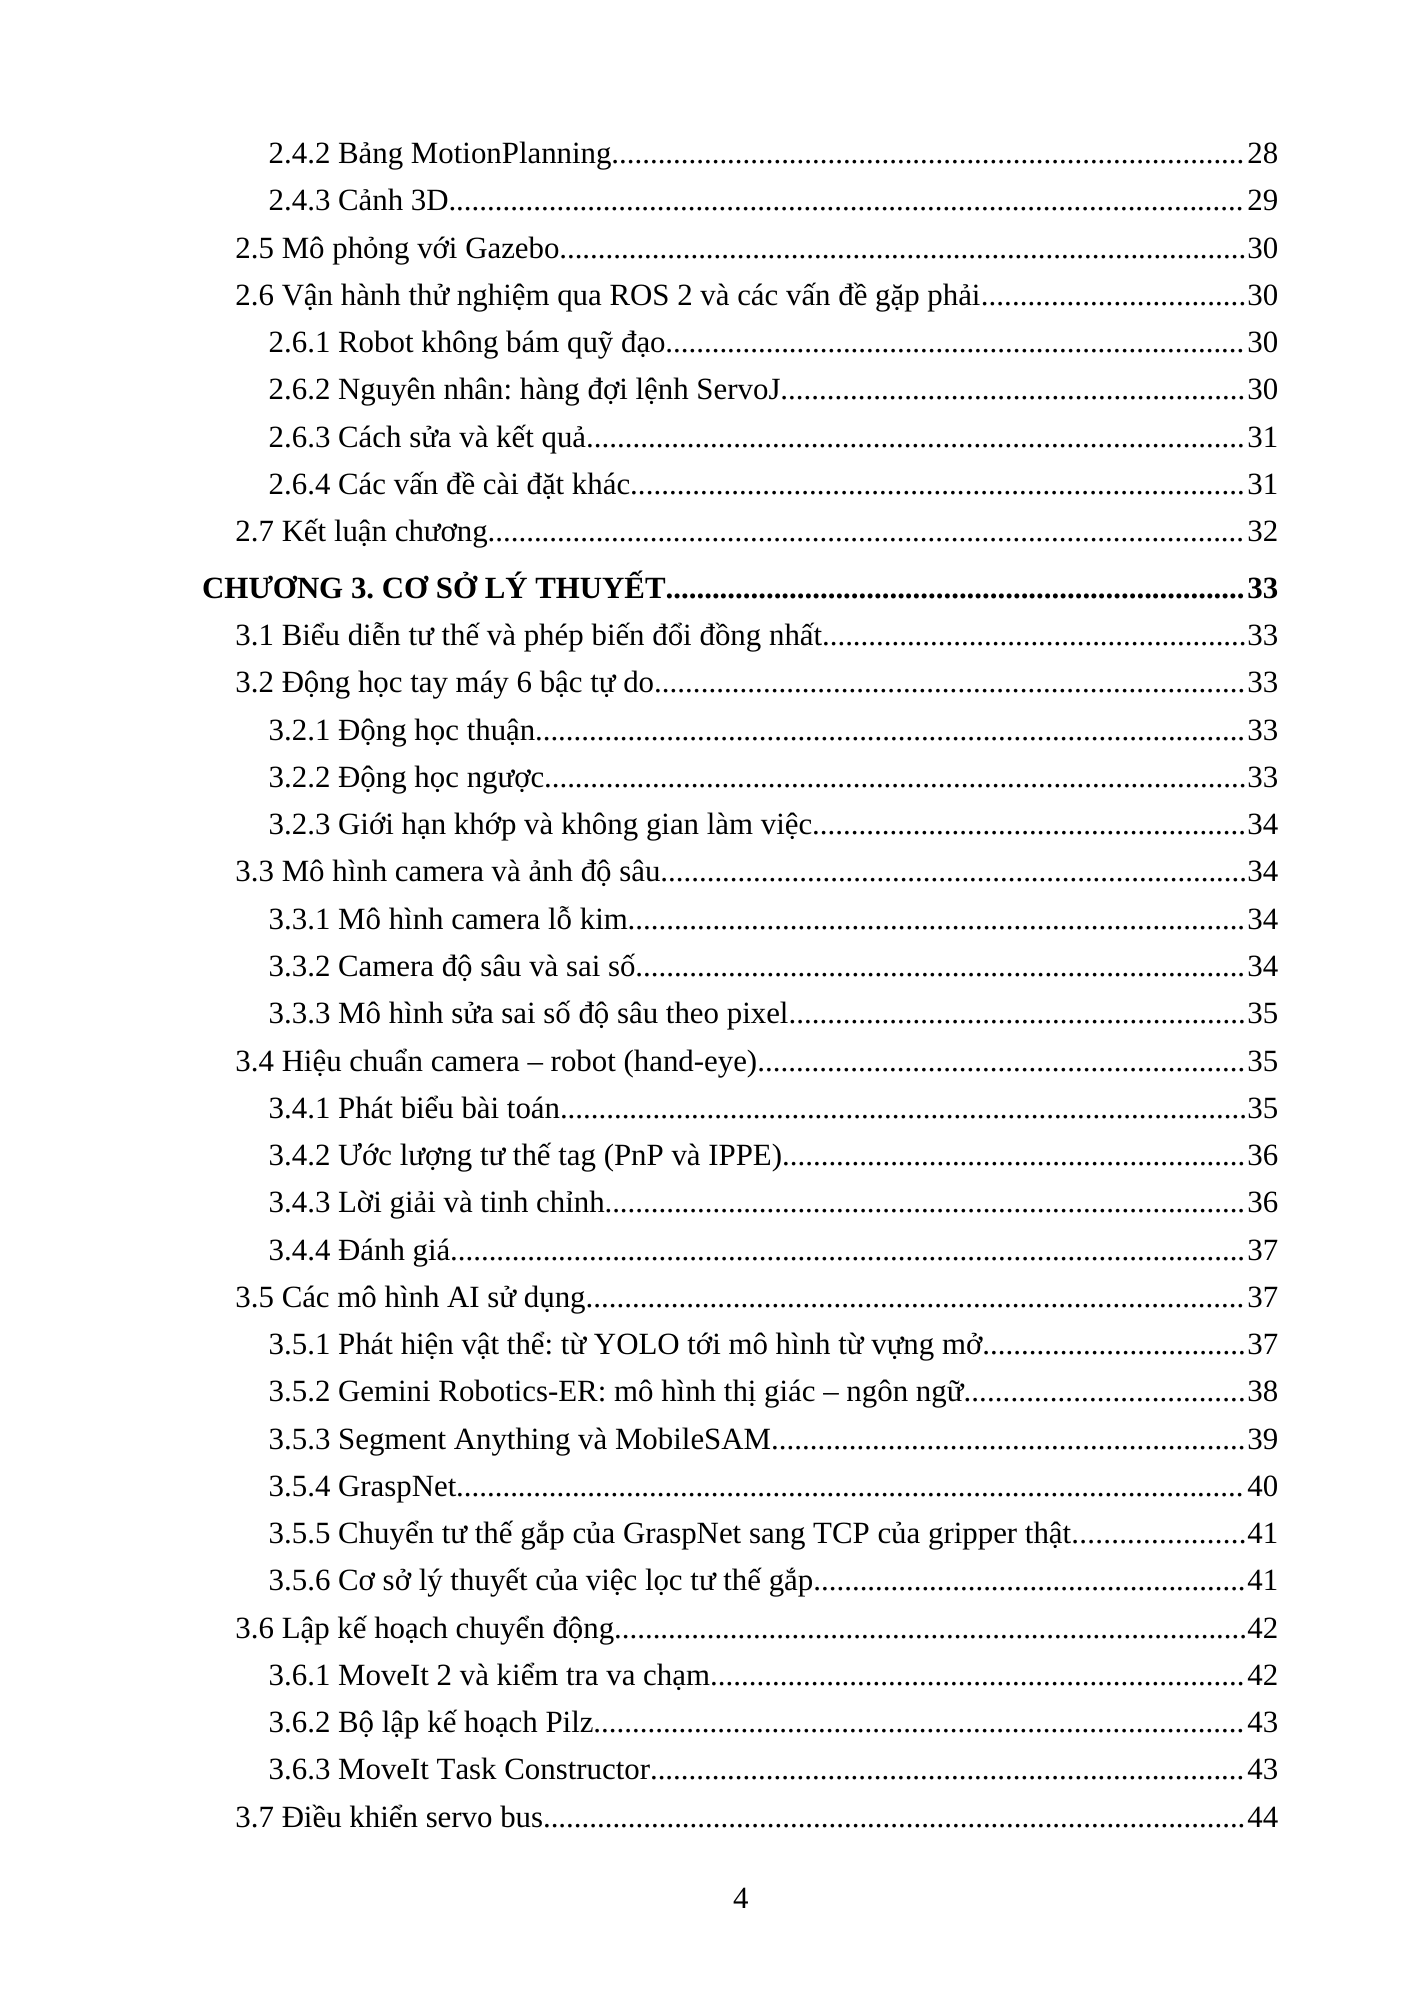 2.4.2 Bảng MotionPlanning........28
2.4.3 Cảnh 3D........29
2.5 Mô phỏng với Gazebo........30
2.6 Vận hành thử nghiệm qua ROS 2 và các vấn đề gặp phải........30
2.6.1 Robot không bám quỹ đạo........30
2.6.2 Nguyên nhân: hàng đợi lệnh ServoJ........30
2.6.3 Cách sửa và kết quả........31
2.6.4 Các vấn đề cài đặt khác........31
2.7 Kết luận chương........32
CHƯƠNG 3. CƠ SỞ LÝ THUYẾT........33
3.1 Biểu diễn tư thế và phép biến đổi đồng nhất........33
3.2 Động học tay máy 6 bậc tự do........33
3.2.1 Động học thuận........33
3.2.2 Động học ngược........33
3.2.3 Giới hạn khớp và không gian làm việc........34
3.3 Mô hình camera và ảnh độ sâu........34
3.3.1 Mô hình camera lỗ kim........34
3.3.2 Camera độ sâu và sai số........34
3.3.3 Mô hình sửa sai số độ sâu theo pixel........35
3.4 Hiệu chuẩn camera – robot (hand-eye)........35
3.4.1 Phát biểu bài toán........35
3.4.2 Ước lượng tư thế tag (PnP và IPPE)........36
3.4.3 Lời giải và tinh chỉnh........36
3.4.4 Đánh giá........37
3.5 Các mô hình AI sử dụng........37
3.5.1 Phát hiện vật thể: từ YOLO tới mô hình từ vựng mở........37
3.5.2 Gemini Robotics-ER: mô hình thị giác – ngôn ngữ........38
3.5.3 Segment Anything và MobileSAM........39
3.5.4 GraspNet........40
3.5.5 Chuyển tư thế gắp của GraspNet sang TCP của gripper thật........41
3.5.6 Cơ sở lý thuyết của việc lọc tư thế gắp........41
3.6 Lập kế hoạch chuyển động........42
3.6.1 MoveIt 2 và kiểm tra va chạm........42
3.6.2 Bộ lập kế hoạch Pilz........43
3.6.3 MoveIt Task Constructor........43
3.7 Điều khiển servo bus........44
4